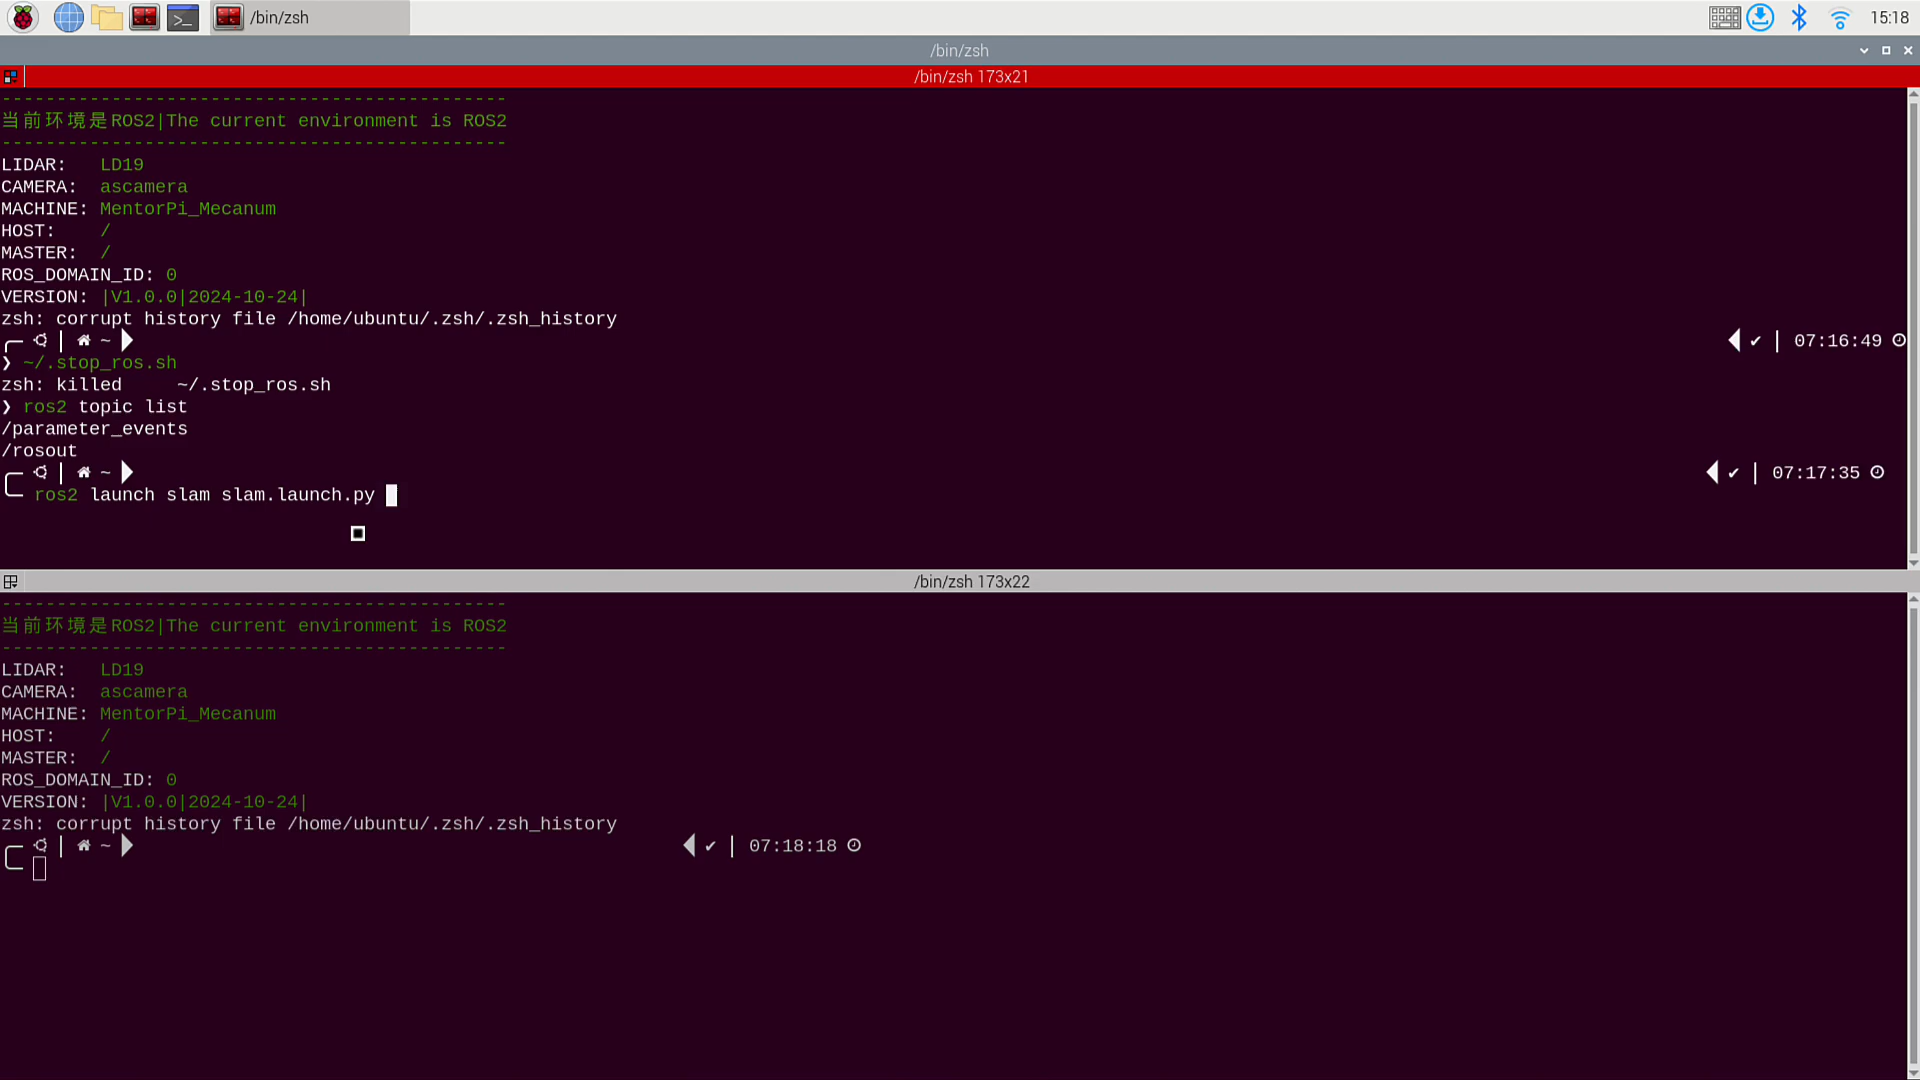 /bin/zsh
15:18
/bin/zsh
/bin/zsh 173x21
----------------------------------------------
当前环境是ROS2|The current environment is ROS2
----------------------------------------------
LIDAR:   LD19
CAMERA:  ascamera
MACHINE: MentorPi_Mecanum
HOST:    /
MASTER:  /
ROS_DOMAIN_ID: 0
VERSION: |V1.0.0|2024-10-24|
zsh: corrupt history file /home/ubuntu/.zsh/.zsh_history
~ ✔ | 07:16:49
❯ ~/.stop_ros.sh
zsh: killed     ~/.stop_ros.sh
❯ ros2 topic list
/parameter_events
/rosout
~ ✔ | 07:17:35
ros2 launch slam slam.launch.py
/bin/zsh 173x22
----------------------------------------------
当前环境是ROS2|The current environment is ROS2
----------------------------------------------
LIDAR:   LD19
CAMERA:  ascamera
MACHINE: MentorPi_Mecanum
HOST:    /
MASTER:  /
ROS_DOMAIN_ID: 0
VERSION: |V1.0.0|2024-10-24|
zsh: corrupt history file /home/ubuntu/.zsh/.zsh_history
~ ✔ | 07:18:18